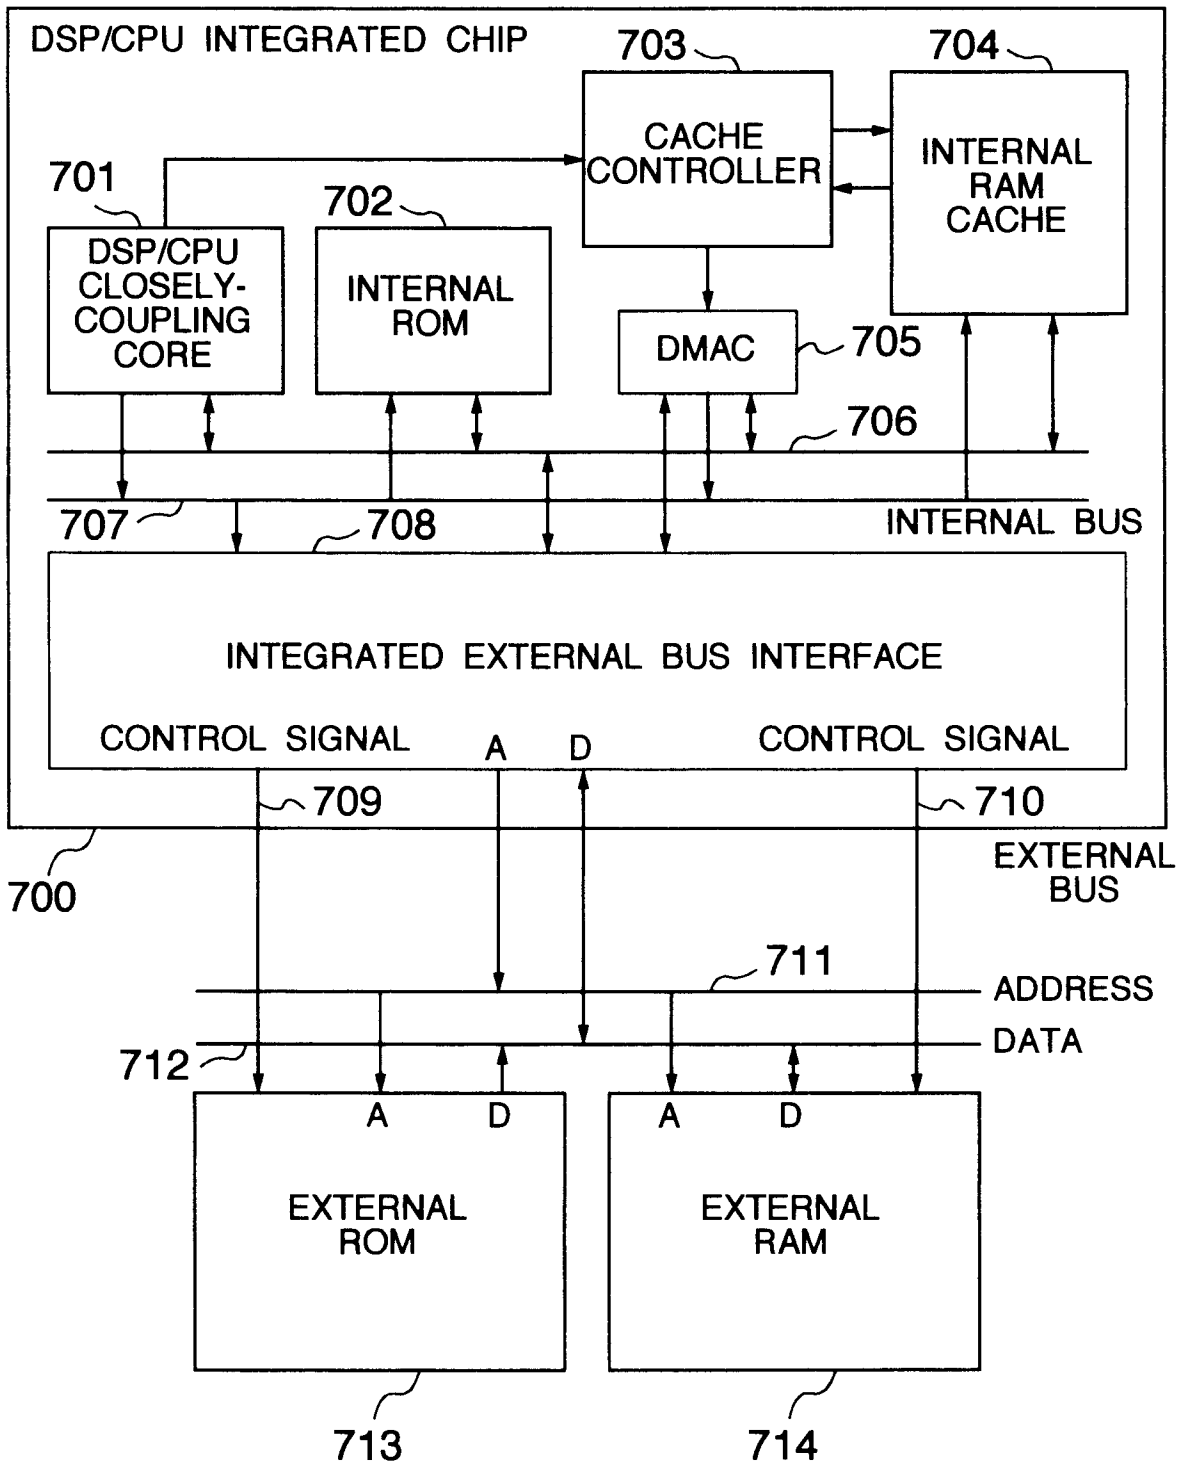 DSP/CPU INTEGRATED CHIP
703
704
CACHE
CONTROLLER
INTERNAL
RAM
CACHE
701
702
DSP/CPU
CLOSELY-
COUPLING
CORE
INTERNAL
ROM
DMAC
705
706
707
708
INTERNAL BUS
INTEGRATED EXTERNAL BUS INTERFACE
CONTROL SIGNAL
A
D
CONTROL SIGNAL
709
710
700
EXTERNAL
BUS
711
ADDRESS
712
DATA
A
D
A
D
EXTERNAL
ROM
EXTERNAL
RAM
713
714